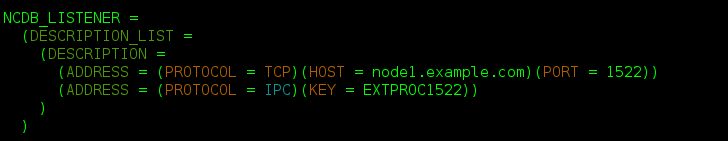 NCDB_LISTENER =
  (DESCRIPTION_LIST =
    (DESCRIPTION =
      (ADDRESS = (PROTOCOL = TCP)(HOST = node1.example.com)(PORT = 1522))
      (ADDRESS = (PROTOCOL = IPC)(KEY = EXTPROC1522))
    )
  )